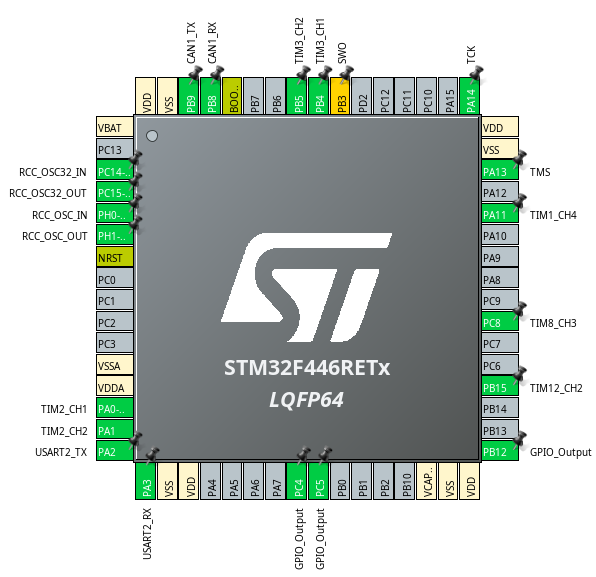 CAN1_TX
CAN1_RX
TIM3_CH2
TIM3_CH1
SWO
TCK
VDD
VSS
PB9
PB8
BOO..
PB7
PB6
PB5
PB4
PB3
PD2
PC12
PC11
PC10
PA15
PA14
VBAT
PC13
RCC_OSC32_IN PC14-..
RCC_OSC32_OUT PC15-..
RCC_OSC_IN PH0-..
RCC_OSC_OUT PH1-..
NRST
PC0
PC1
PC2
PC3
VSSA
VDDA
TIM2_CH1 PA0-..
TIM2_CH2 PA1
USART2_TX PA2
ST
STM32F446RETx
LQFP64
VDD
VSS
PA13 TMS
PA12
PA11 TIM1_CH4
PA10
PA9
PA8
PC9
PC8 TIM8_CH3
PC7
PC6
PB15 TIM12_CH2
PB14
PB13
PB12 GPIO_Output
PA3
VSS
VDD
PA4
PA5
PA6
PA7
PC4
PC5
PB0
PB1
PB2
PB10
VCAP..
VSS
VDD
USART2_RX
GPIO_Output
GPIO_Output